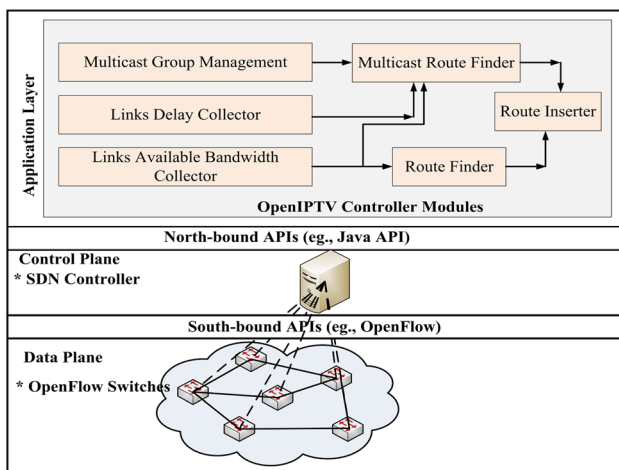 Application Layer
Multicast Group Management
Multicast Route Finder
Links Delay Collector
Route Inserter
Links Available Bandwidth
Collector
Route Finder
OpenIPTV Controller Modules
North-bound APIs (eg., Java API)
Control Plane
* SDN Controller
South-bound APIs (eg., OpenFlow)
Data Plane
* OpenFlow Switches